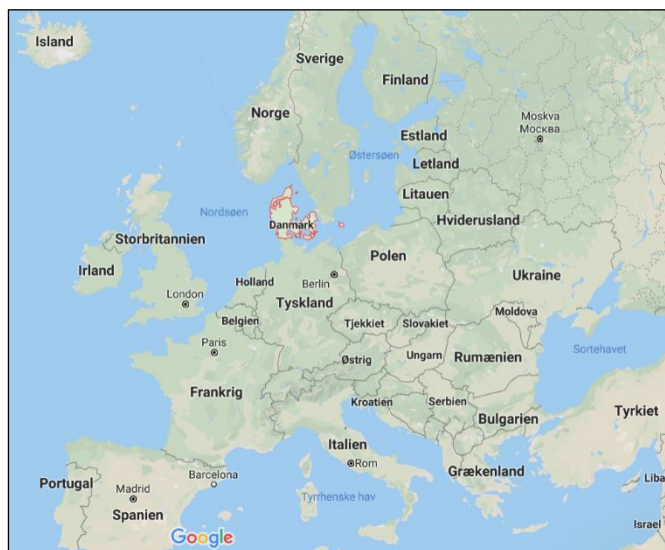 Island
Sverige
Finland
Norge
Moskva
Москва
Estland
Østersøen
Letland
Litauen
Nordsøen
Danmark
Hviderusland
Storbritannien
Irland
Polen
Holland
Berlin
Ukraine
London
Tyskland
Belgien
Tjekkiet
Slovakiet
Moldova
Paris
Østrig
Ungarn
Rumænien
Sortehavet
Frankrig
Kroatien
Serbien
Bulgarien
Tyrkiet
Italien
Rom
Grækenland
Portugal
Barcelona
Madrid
Spanien
Tyrrhenske hav
Liba
Israel
Google